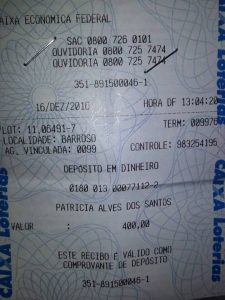 CAIXA ECONOMICA FEDERAL
SAC 0800 726 0101
OUVIDORIA 0800 725 7474
OUVIDORIA 0800 725 7474
351-891500046-1
16/DEZ/2016 HORA DF 13:04:20
LOT: 11.06491-7 TERM: 009976
LOCALIDADE: BARROSO
AG. VINCULADA: 0099 CONTROLE: 983254195
DEPOSITO EM DINHEIRO
0180 013 00077112-2
PATRICIA ALVES DOS SANTOS
VALOR : 400,00
ESTE RECIBO E VALIDO COMO
COMPROVANTE DE DEPOSITO
351-891500046-1
CAIXA Loterias
CAIXA Loterias